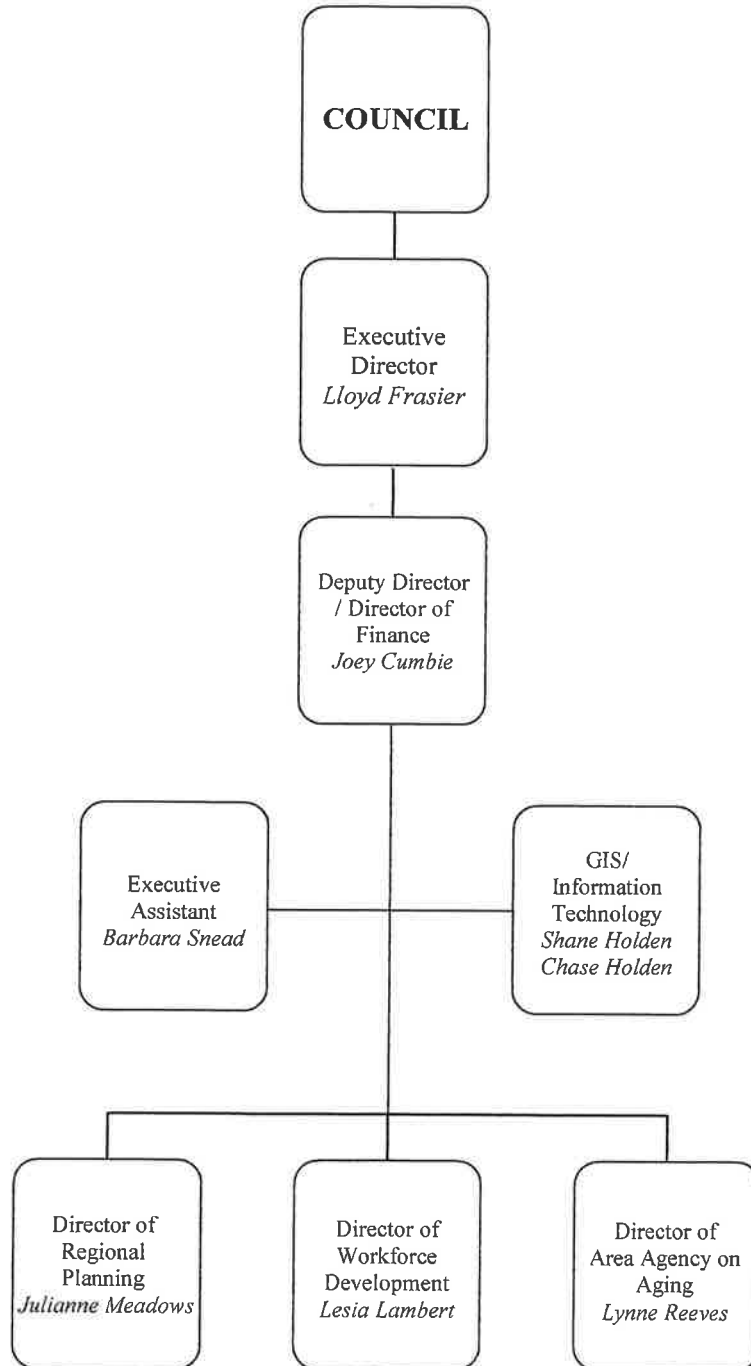 COUNCIL
Executive
Director
Lloyd Frasier
Deputy Director
/ Director of
Finance
Joey Cumbie
Executive
Assistant
Barbara Snead
GIS/
Information
Technology
Shane Holden
Chase Holden
Director of
Regional
Planning
Julianne Meadows
Director of
Workforce
Development
Lesia Lambert
Director of
Area Agency on
Aging
Lynne Reeves